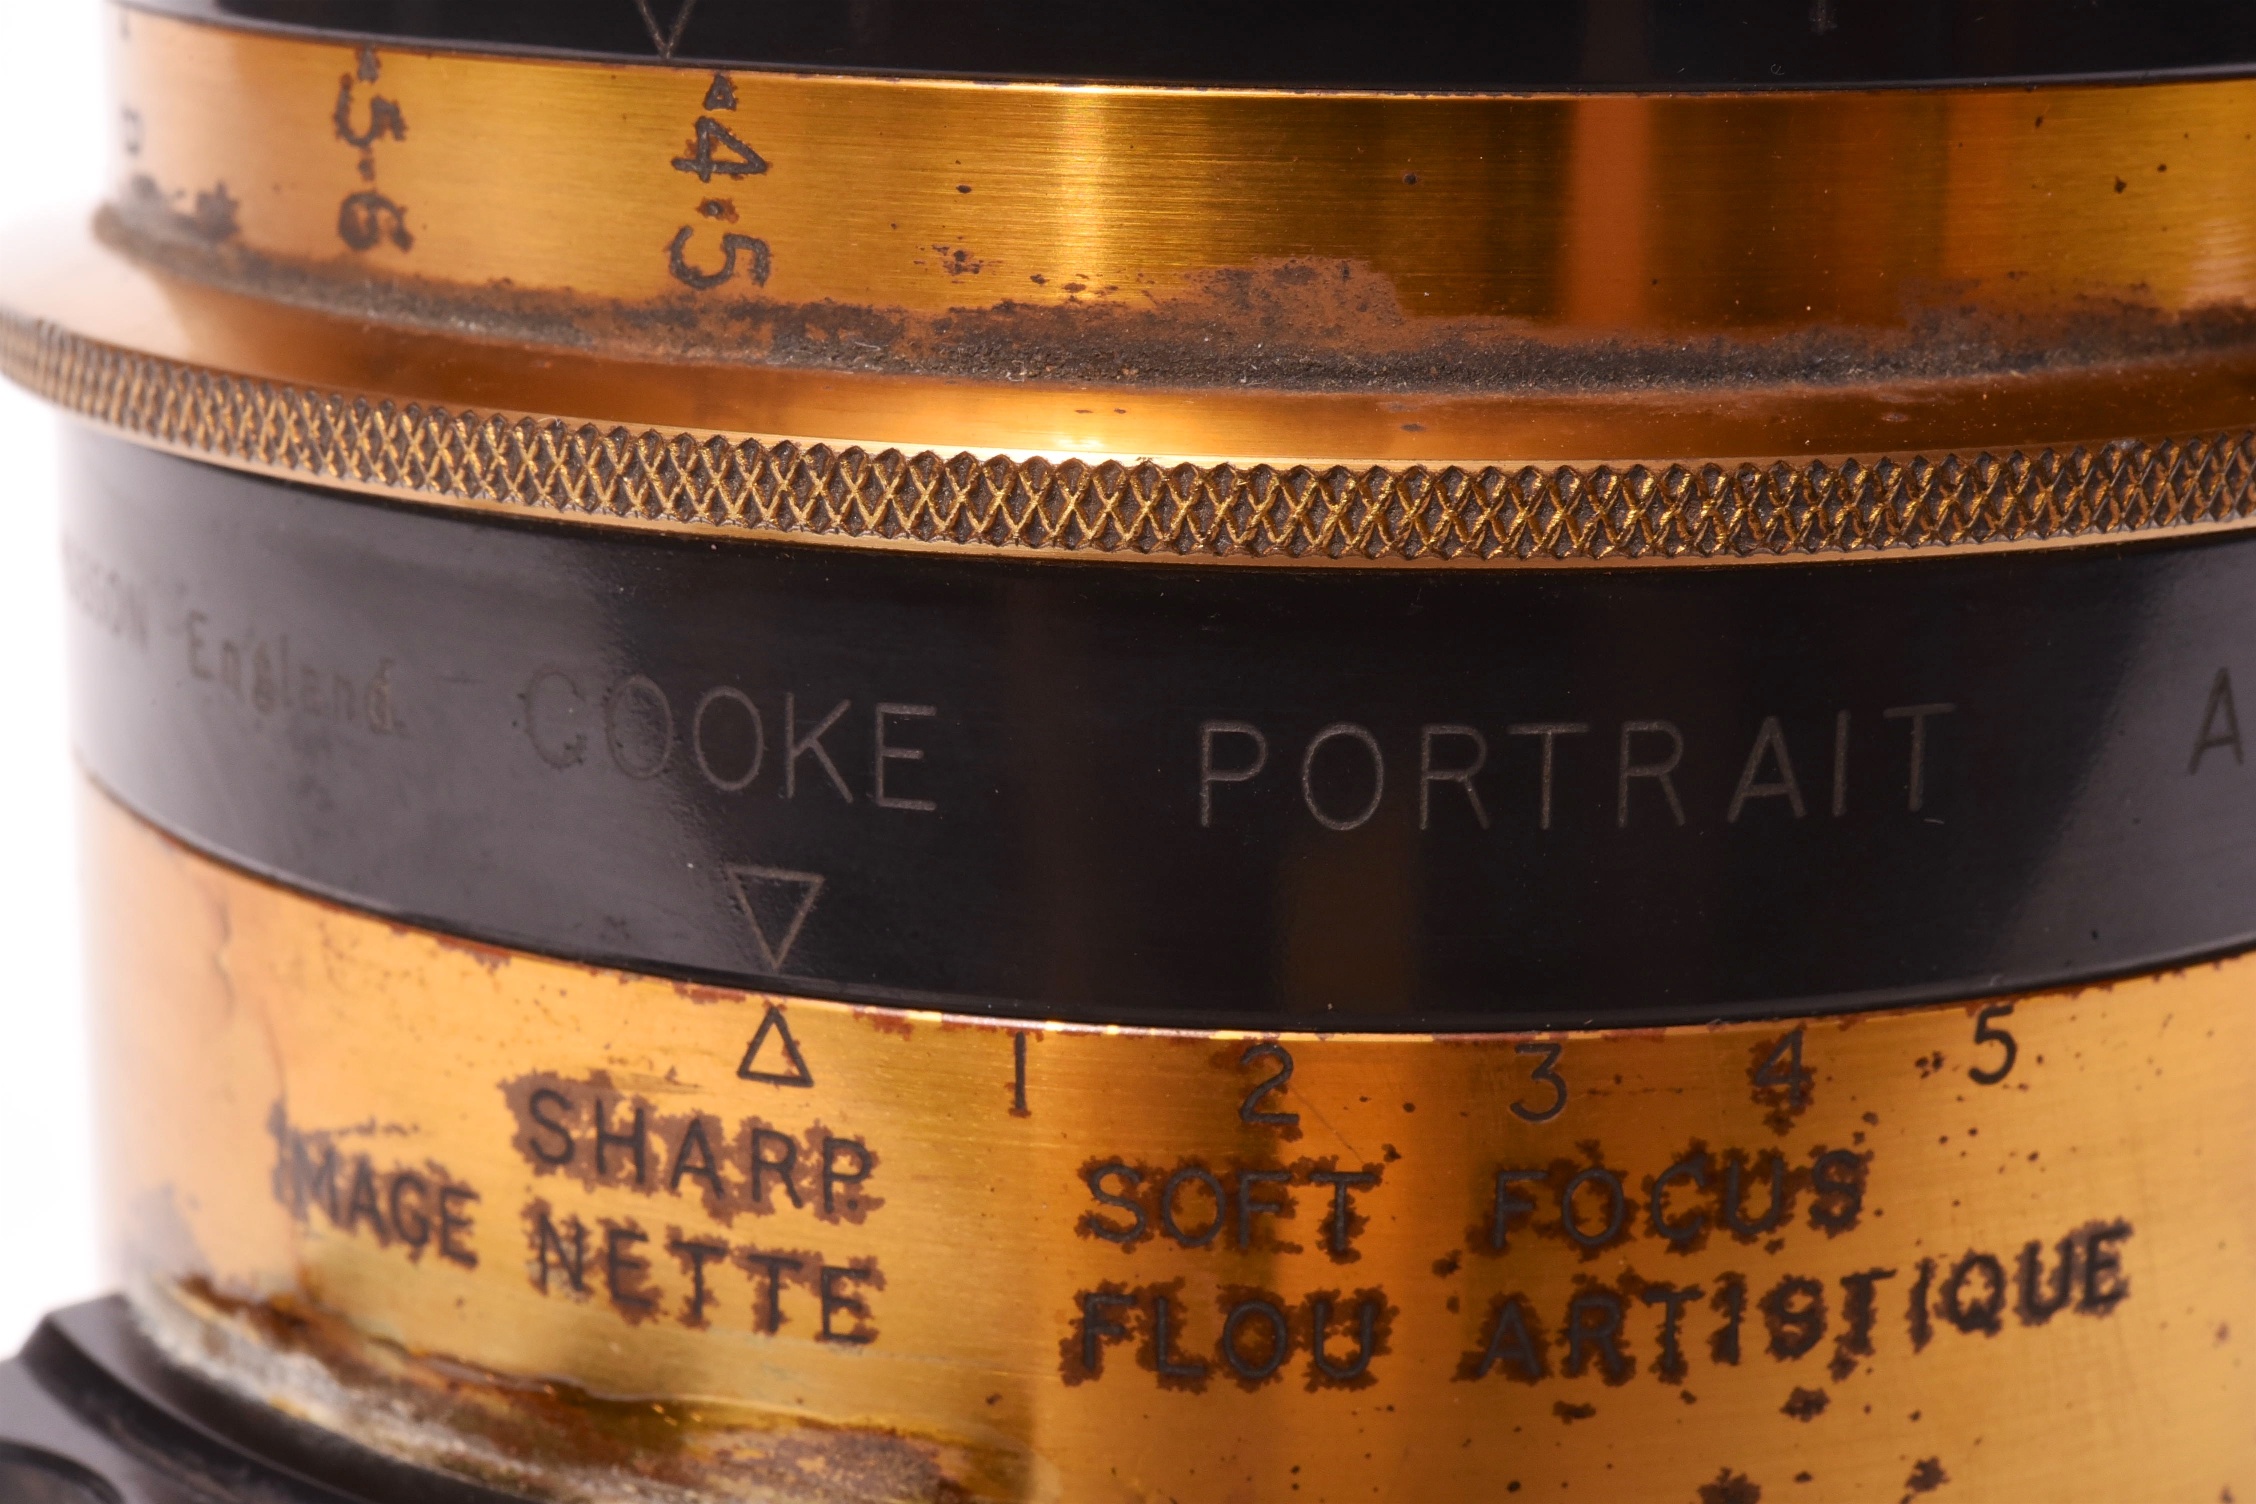 5.6
4.5
England COOKE PORTRAIT A
1 2 3 4 5
SHARP. SOFT FOCUS
IMAGE NETTE FLOU ARTISTIQUE